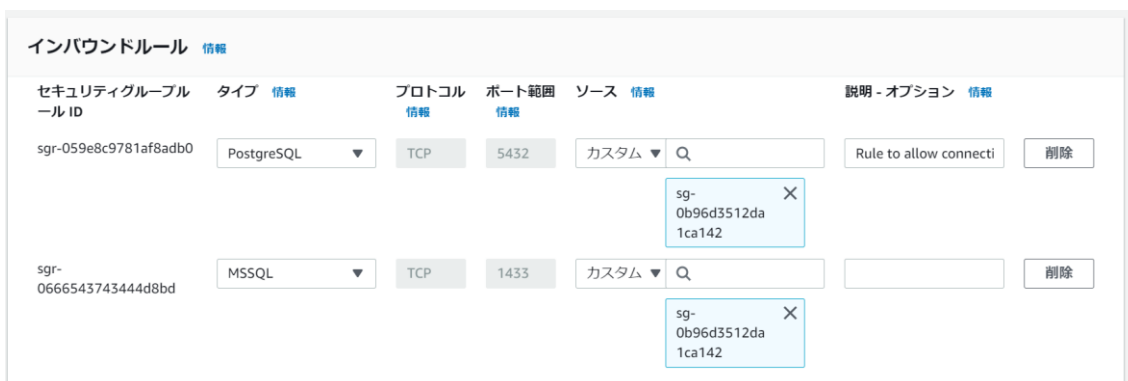 インバウンドルール 情報
セキュリティグループル タイプ 情報 プロトコル ポート範囲 ソース 情報 説明 - オプション 情報
ール ID 情報 情報
sgr-059e8c9781af8adb0 PostgreSQL TCP 5432 カスタム Rule to allow connecti 削除
sg-
0b96d3512da
1ca142
sgr- MSSQL TCP 1433 カスタム 削除
0666543743444d8bd
sg-
0b96d3512da
1ca142